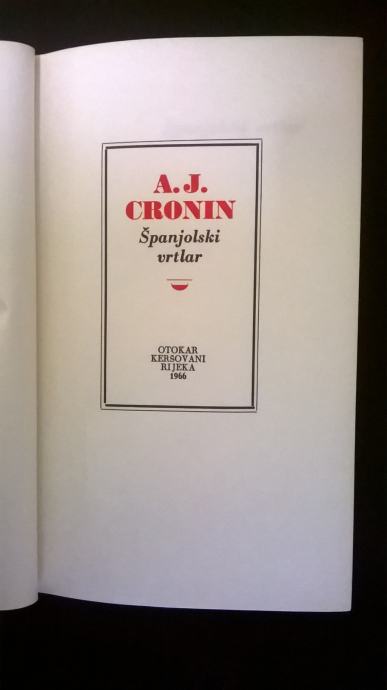 A. J.
CRONIN
Španjolski
vrtlar
OTOKAR
KERSOVANI
RIJEKA
1966